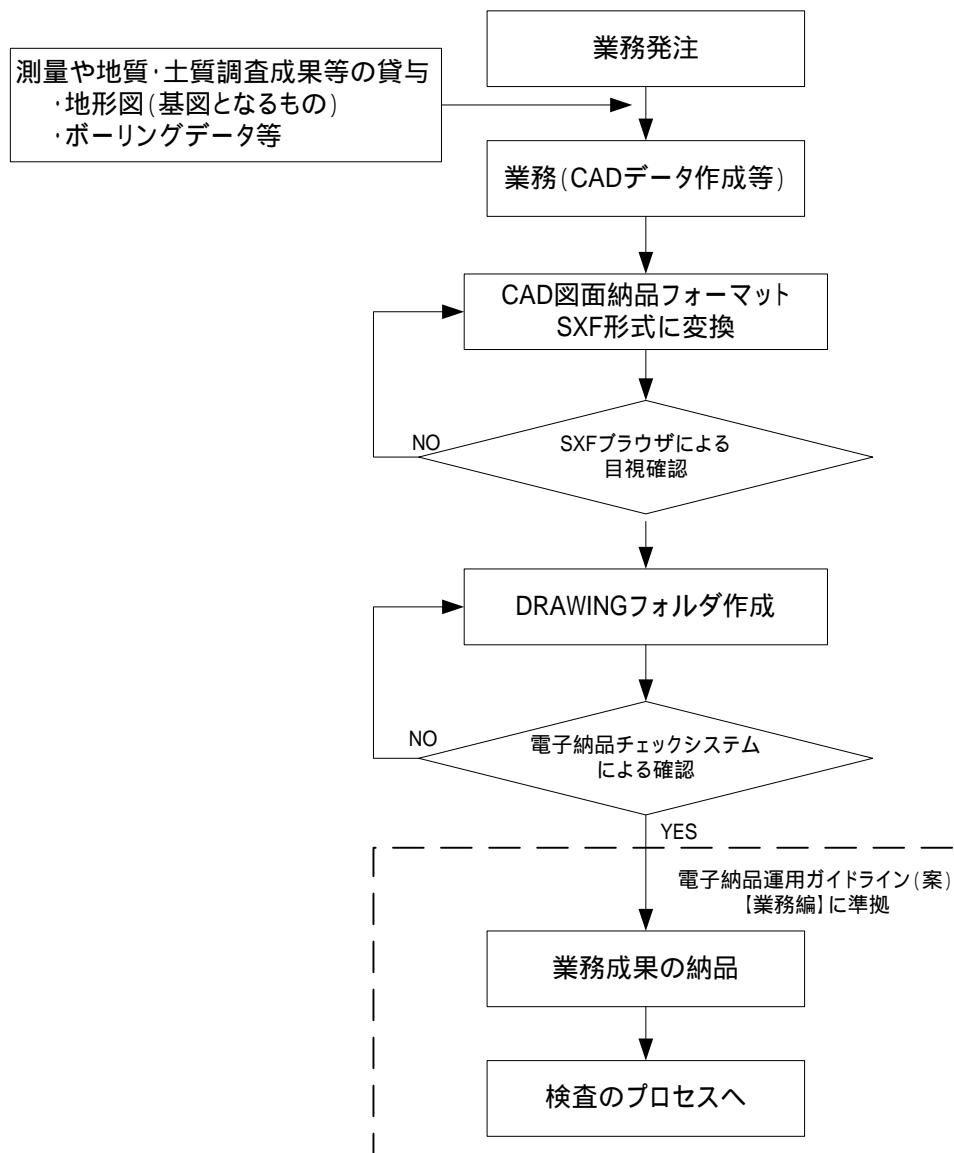 業務発注
測量や地質・土質調査成果等の貸与
・地形図(基図となるもの)
・ボーリングデータ等
業務(CADデータ作成等)
CAD図面納品フォーマット
SXF形式に変換
NO
SXFブラウザによる
目視確認
DRAWINGフォルダ作成
NO
電子納品チェックシステム
による確認
YES
電子納品運用ガイドライン(案)
【業務編】に準拠
業務成果の納品
検査のプロセスへ